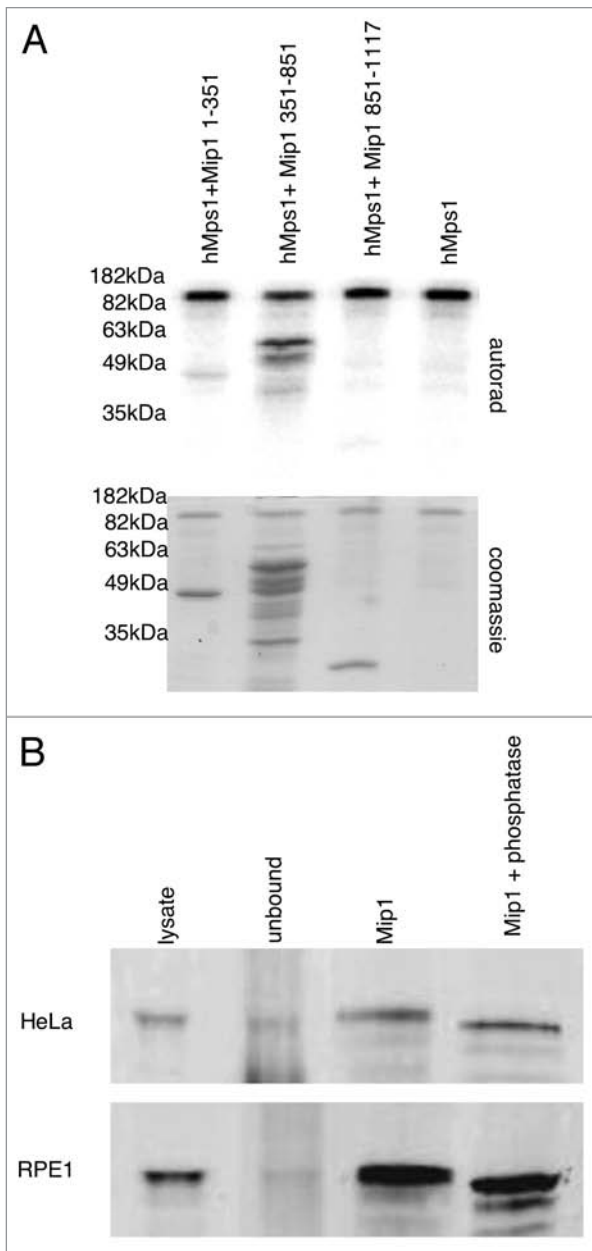 A
hMps1+Mip1 1-351
hMps1+ Mip1 351-851
hMps1+ Mip1 851-1117
hMps1
182kDa
82kDa
63kDa
49kDa
35kDa
autorad
182kDa
82kDa
63kDa
49kDa
35kDa
coomassie
B
lysate
unbound
Mip1
Mip1 + phosphatase
HeLa
RPE1